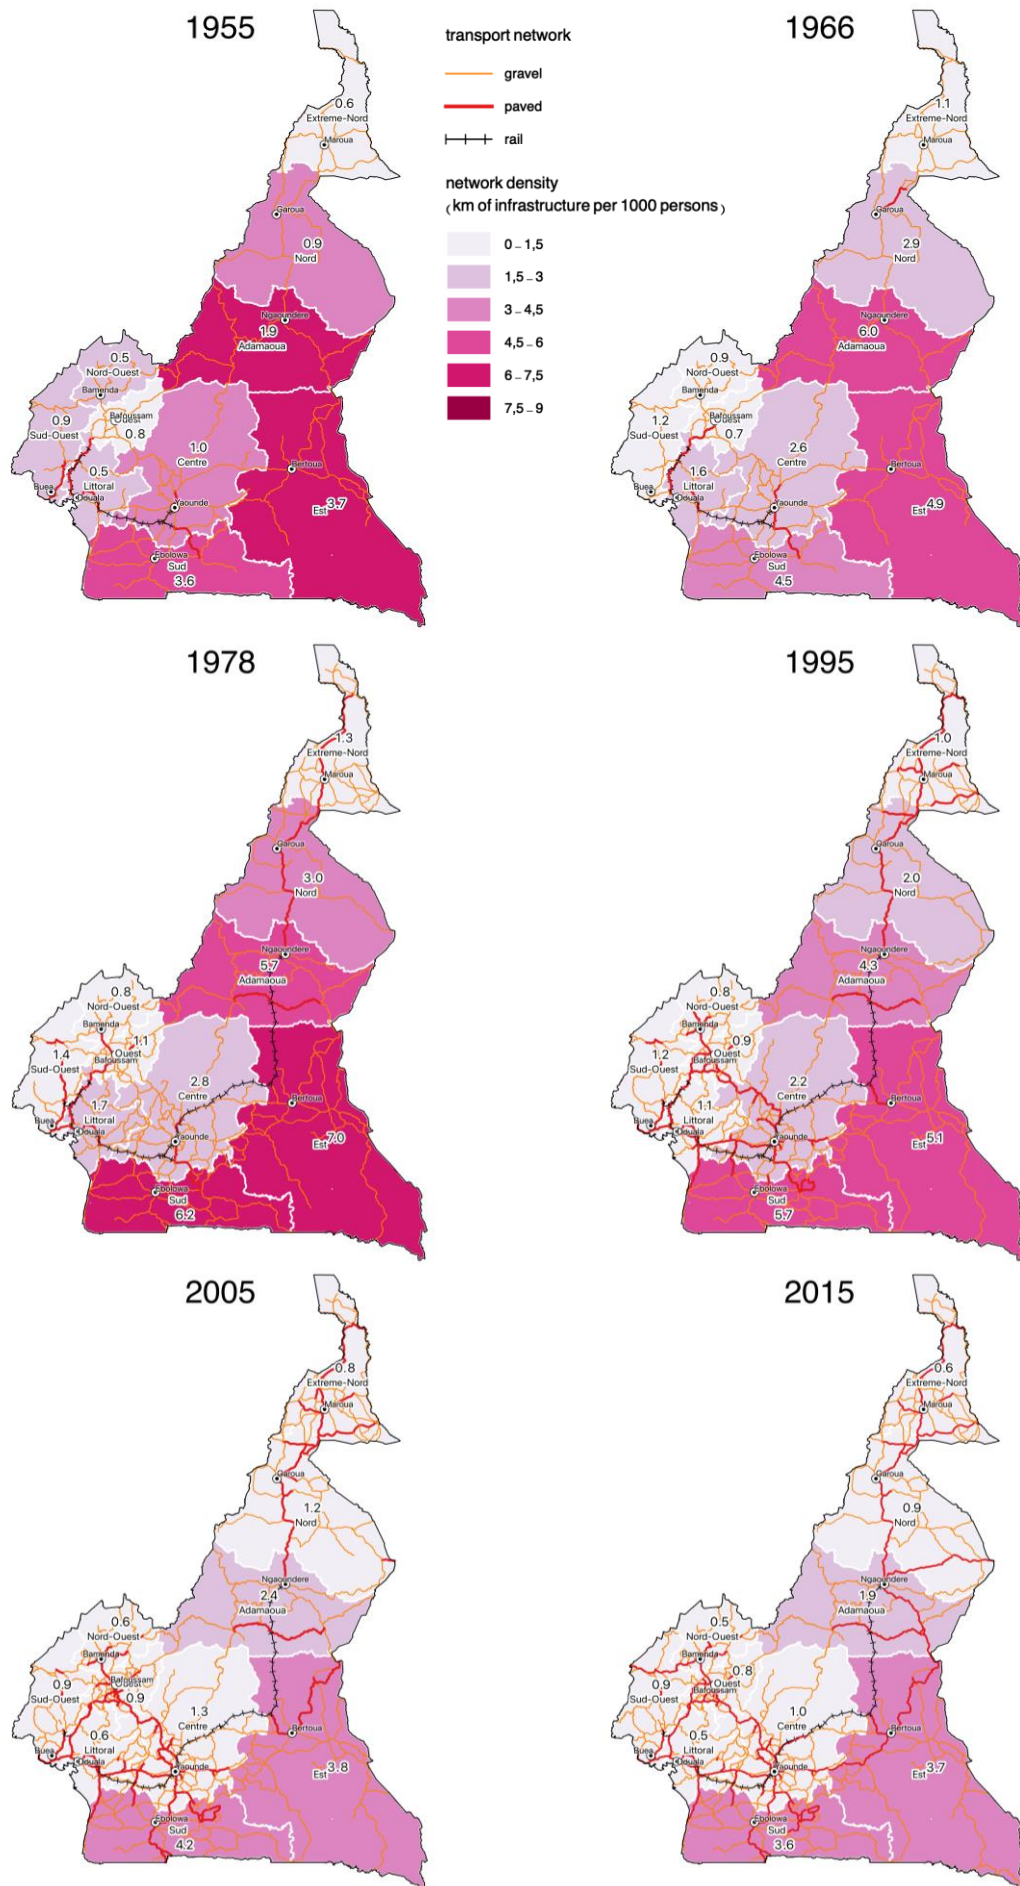 1955
0.6
Extreme-Nord
Maroua
Garoua
0.9
Nord
Ngaoundere
1.9
Adamaoua
0.5
Nord-Ouest
Bamenda
Bafoussam
Ouest
0.8
0.9
Sud-Ouest
1.0
Centre
0.5
Littoral
Buea
Douala
Yaounde
Bertoua
Est 3.7
Ebolowa
Sud
3.6
transport network
gravel
paved
rail
network density
(km of infrastructure per 1000 persons)
0-1,5
1,5-3
3-4,5
4,5-6
6-7,5
7,5-9
1966
1.1
Extreme-Nord
Maroua
Garoua
2.9
Nord
Ngaoundere
6.0
Adamaoua
0.9
Nord-Ouest
Bamenda
Bafoussam
Ouest
0.7
1.2
Sud-Ouest
2.6
Centre
1.6
Littoral
Buea
Douala
Yaounde
Bertoua
Est 4.9
Ebolowa
Sud
4.5
1978
1.3
Extreme-Nord
Maroua
Garoua
3.0
Nord
Ngaoundere
5.7
Adamaoua
0.8
Nord-Ouest
Bamenda
1.1
Ouest
Bafoussam
1.4
Sud-Ouest
2.8
Centre
1.7
Littoral
Buea
Douala
Yaounde
Bertoua
Est 7.0
Ebolowa
Sud
6.2
1995
1.0
Extreme-Nord
Maroua
Garoua
2.0
Nord
Ngaoundere
4.3
Adamaoua
0.8
Nord-Ouest
Bamenda
0.9
Ouest
Bafoussam
1.2
Sud-Ouest
2.2
Centre
1.1
Littoral
Buea
Douala
Yaounde
Bertoua
Est 5.1
Ebolowa
Sud
5.7
2005
0.8
Extreme-Nord
Maroua
Garoua
1.2
Nord
Ngaoundere
2.4
Adamaoua
0.6
Nord-Ouest
Bamenda
Bafoussam
Ouest
0.9
0.9
Sud-Ouest
1.3
Centre
0.6
Littoral
Buea
Douala
Yaounde
Bertoua
Est 3.8
Ebolowa
Sud
4.2
2015
0.6
Extreme-Nord
Maroua
Garoua
0.9
Nord
Ngaoundere
1.9
Adamaoua
0.5
Nord-Ouest
Bamenda
0.8
Ouest
Bafoussam
0.9
Sud-Ouest
1.0
Centre
0.5
Littoral
Buea
Douala
Yaounde
Bertoua
Est 3.7
Ebolowa
Sud
3.6